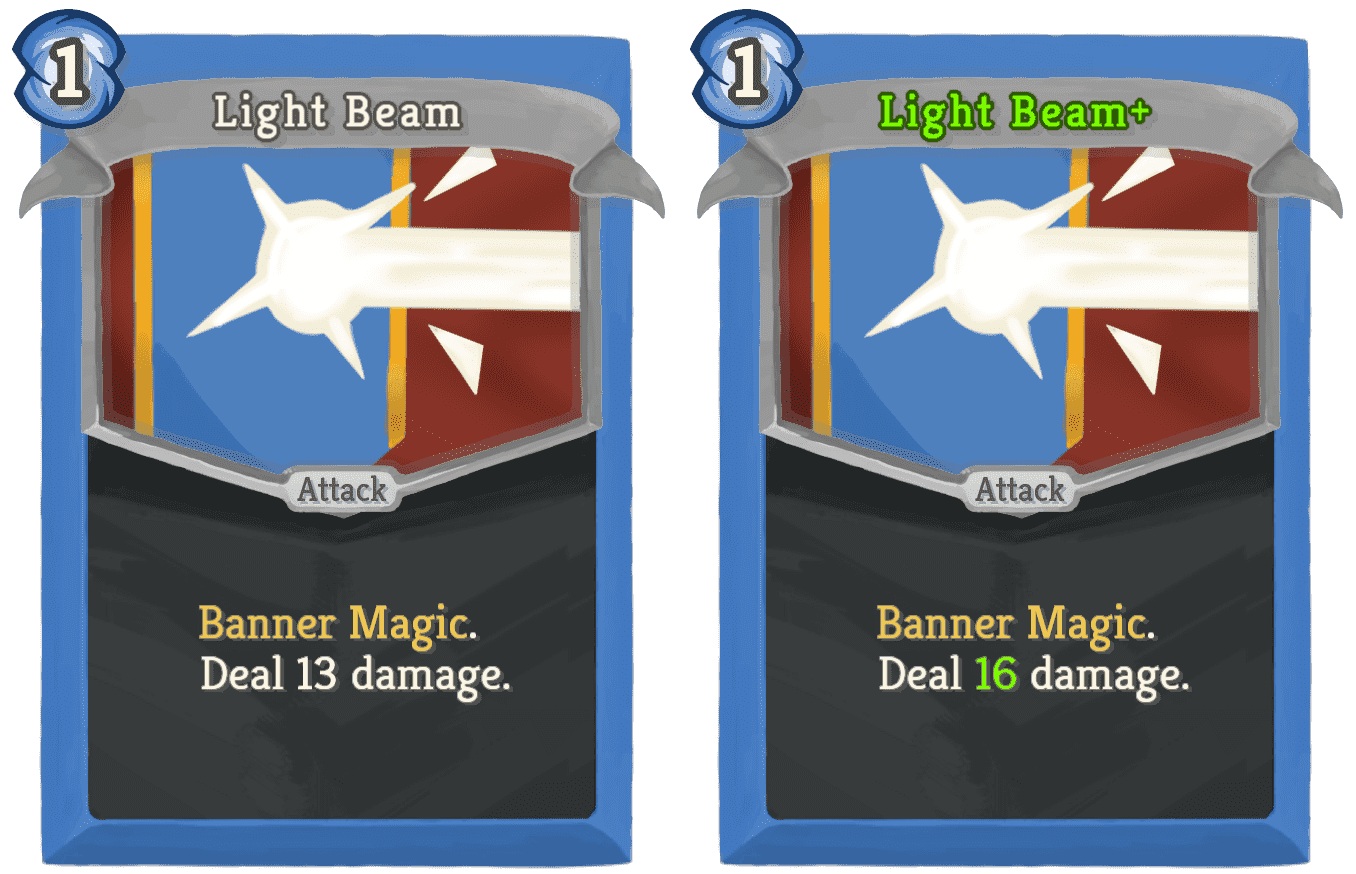 1
Light Beam
Attack
Banner Magic.
Deal 13 damage.
1
Light Beam+
Attack
Banner Magic.
Deal 16 damage.